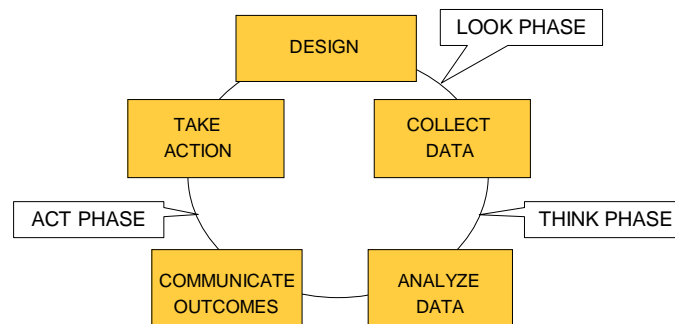 LOOK PHASE
DESIGN
TAKE
ACTION
COLLECT
DATA
ACT PHASE
THINK PHASE
COMMUNICATE
OUTCOMES
ANALYZE
DATA